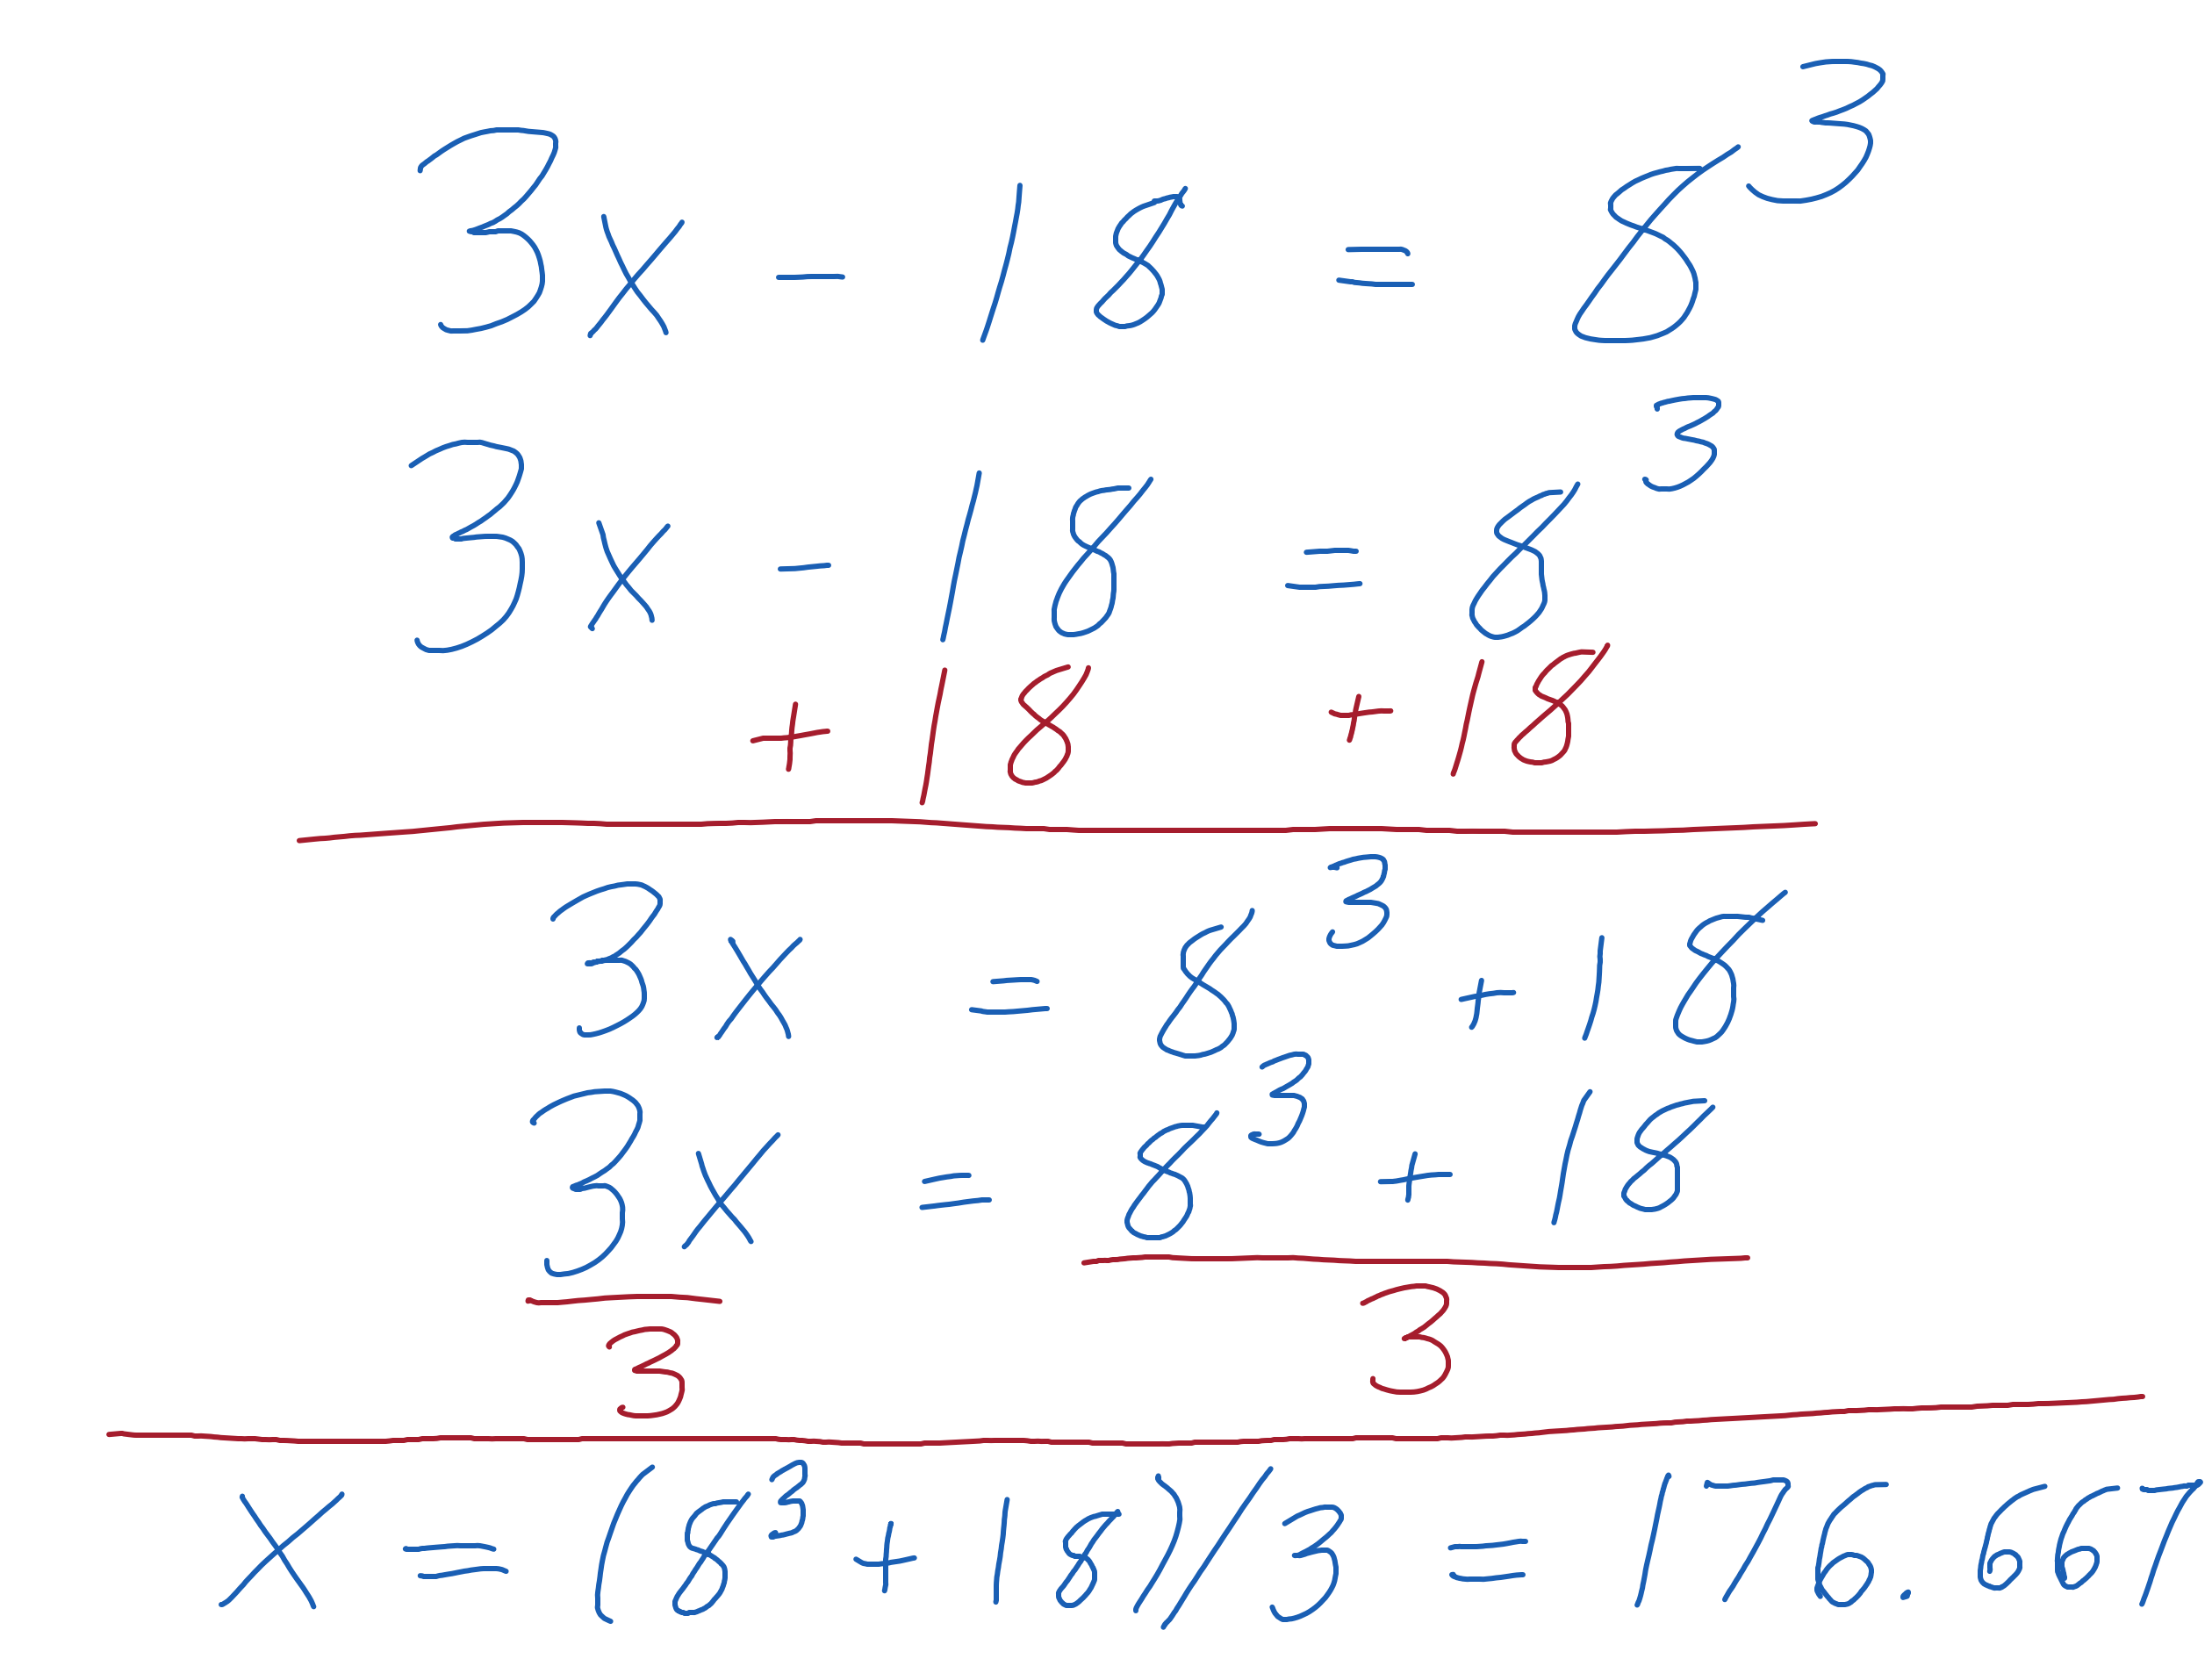 3x - 18 = 8³
3x - 18 = 8³
+ 18 + 18
3x = 8³ + 18
3x = 8³ + 18
3 3
x = (8³ + 18)/3 = 176.667